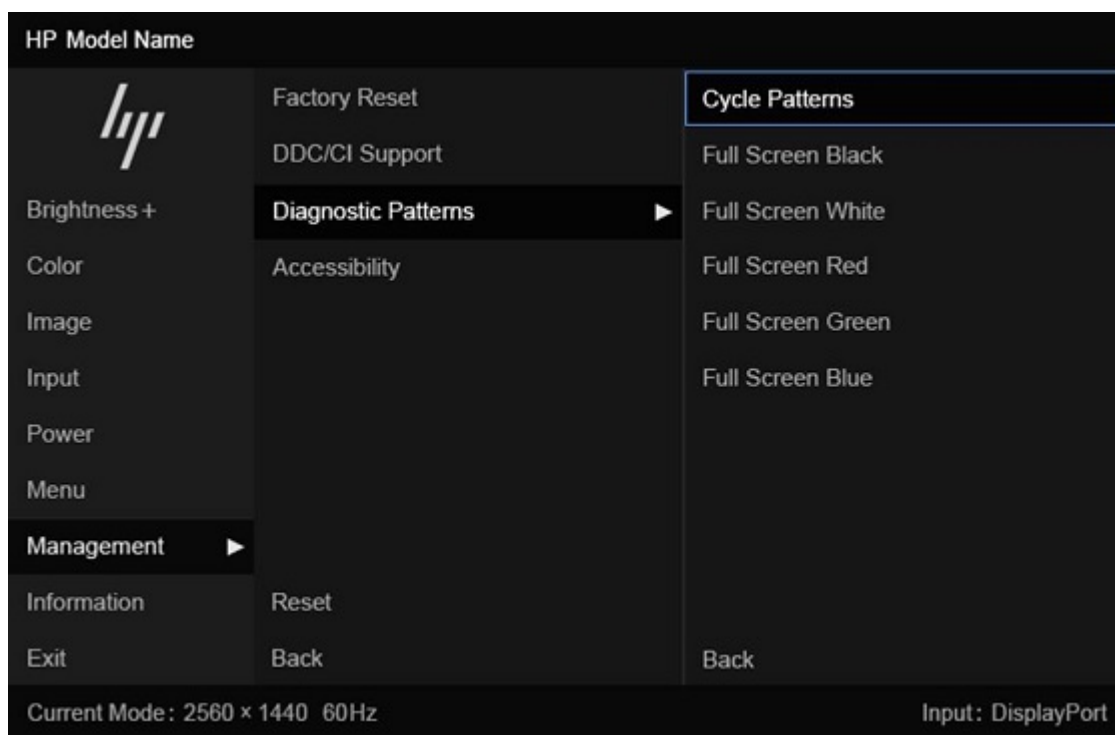 HP Model Name
hp
Brightness +
Color
Image
Input
Power
Menu
Management ▶
Information
Exit
Factory Reset
DDC/CI Support
Diagnostic Patterns ▶
Accessibility
Reset
Back
Cycle Patterns
Full Screen Black
Full Screen White
Full Screen Red
Full Screen Green
Full Screen Blue
Back
Current Mode: 2560 × 1440 60Hz
Input: DisplayPort